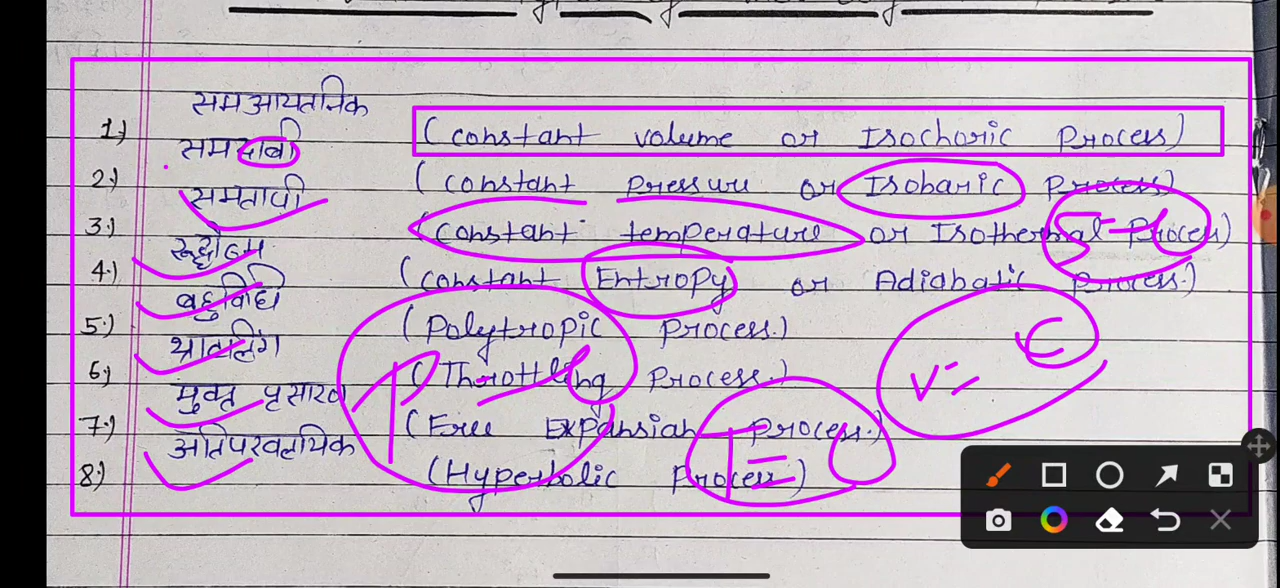 समआयतनिक
1.) (constant volume or Isochoric Process)
समदाबी
2.) (constant pressure or Isobaric Process)
समतापी
3.) (constant temperature or Isothermal Process)
S=C
रूद्धोष्म
4.) (constant Entropy or Adiabatic Process.)
बहुविधि
5.) (Polytropic Process.)
V= C
थ्राटलिंग
6.) (Throttling Process.)
मुक्त प्रसारण
7.) (Free Expansion Process.)
अतिपरवलयिक
8.) (Hyperbolic Process)